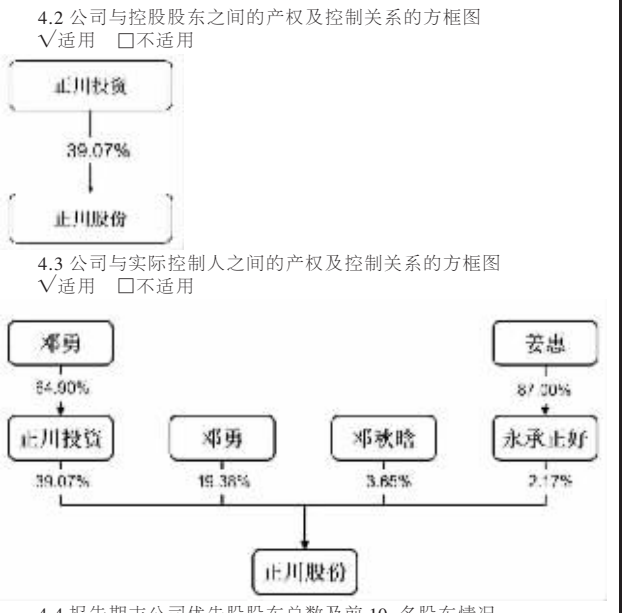 4.2 公司与控股股东之间的产权及控制关系的方框图
√适用 □不适用
正川投资
39.07%
正川股份
4.3 公司与实际控制人之间的产权及控制关系的方框图
√适用 □不适用
邓勇 姜惠
64.90% 87.00%
正川投资 邓勇 邓秋晗 永承正好
39.07% 19.38% 3.65% 2.17%
正川股份
4.4 报告期末公司优先股股东总数及前 10 名股东情况